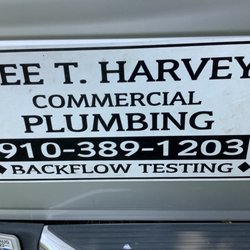 EE T. HARVEY
COMMERCIAL
PLUMBING
910-389-1203
BACKFLOW TESTING